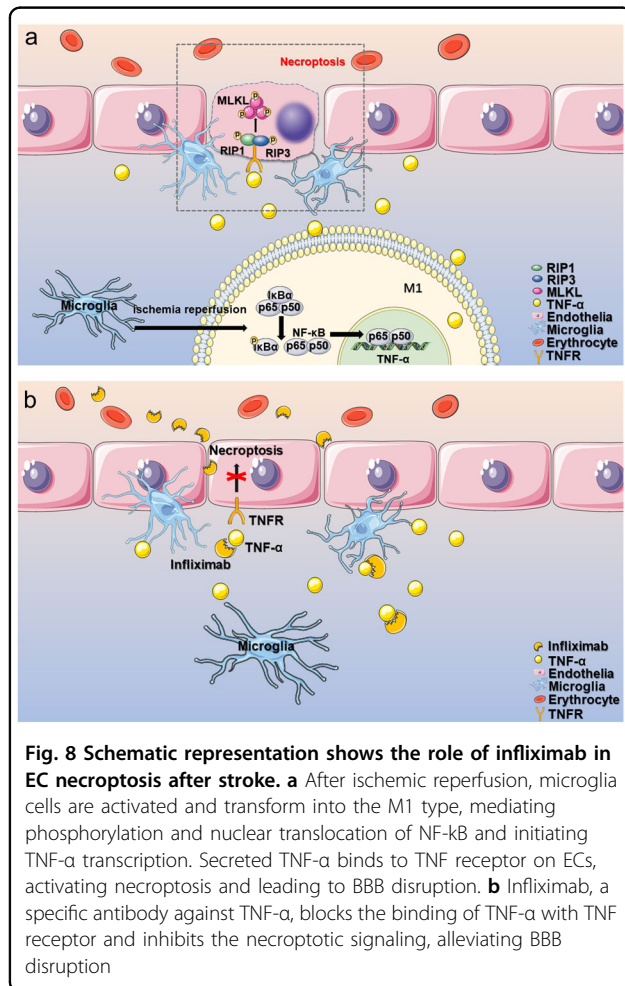 a
Necroptosis
P
MLKL
P P
P P
RIP1 RIP3
M1
Microglia
Ischemia reperfusion
IκBα
p65 p50
NF-κB
P
IκBα p65 p50
p65 p50
TNF-α
RIP1
RIP3
MLKL
TNF-α
Endothelia
Microglia
Erythrocyte
TNFR
b
Necroptosis
TNFR
TNF-α
Infliximab
Microglia
Infliximab
TNF-α
Endothelia
Microglia
Erythrocyte
TNFR
Fig. 8 Schematic representation shows the role of infliximab in
EC necroptosis after stroke. a After ischemic reperfusion, microglia
cells are activated and transform into the M1 type, mediating
phosphorylation and nuclear translocation of NF-kB and initiating
TNF-α transcription. Secreted TNF-α binds to TNF receptor on ECs,
activating necroptosis and leading to BBB disruption. b Infliximab, a
specific antibody against TNF-α, blocks the binding of TNF-α with TNF
receptor and inhibits the necroptotic signaling, alleviating BBB
disruption